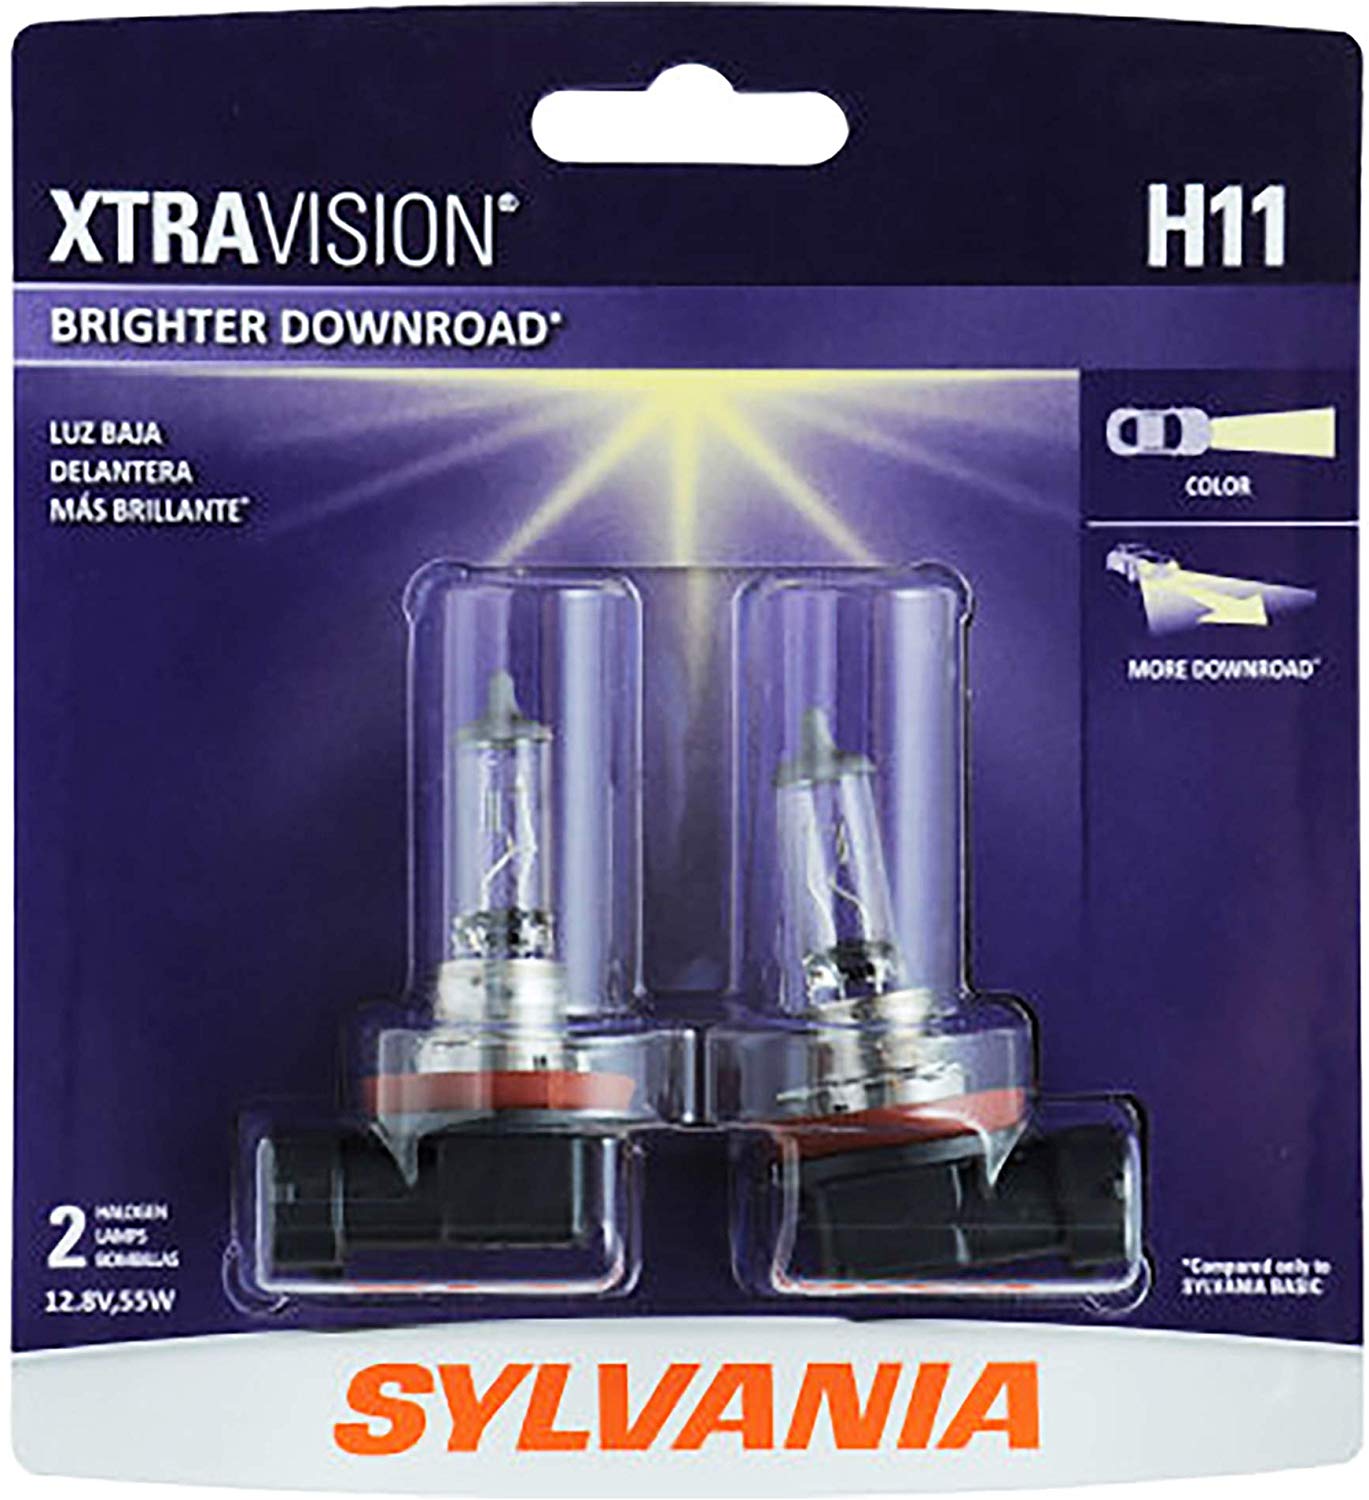 XTRAVISION®
H11
BRIGHTER DOWNROAD*
LUZ BAJA
DELANTERA
MÁS BRILLANTE*
COLOR
MORE DOWNROAD*
2 HALOGEN
LAMPS
BOMBILLAS
12.8V,55W
*Compared only to
SYLVANIA BASIC
SYLVANIA